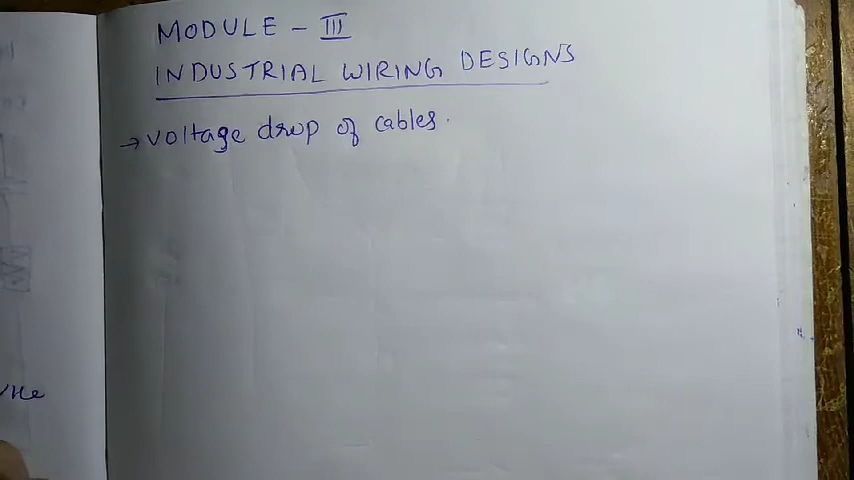 MODULE - III
INDUSTRIAL WIRING DESIGNS
→ voltage drop of cables.